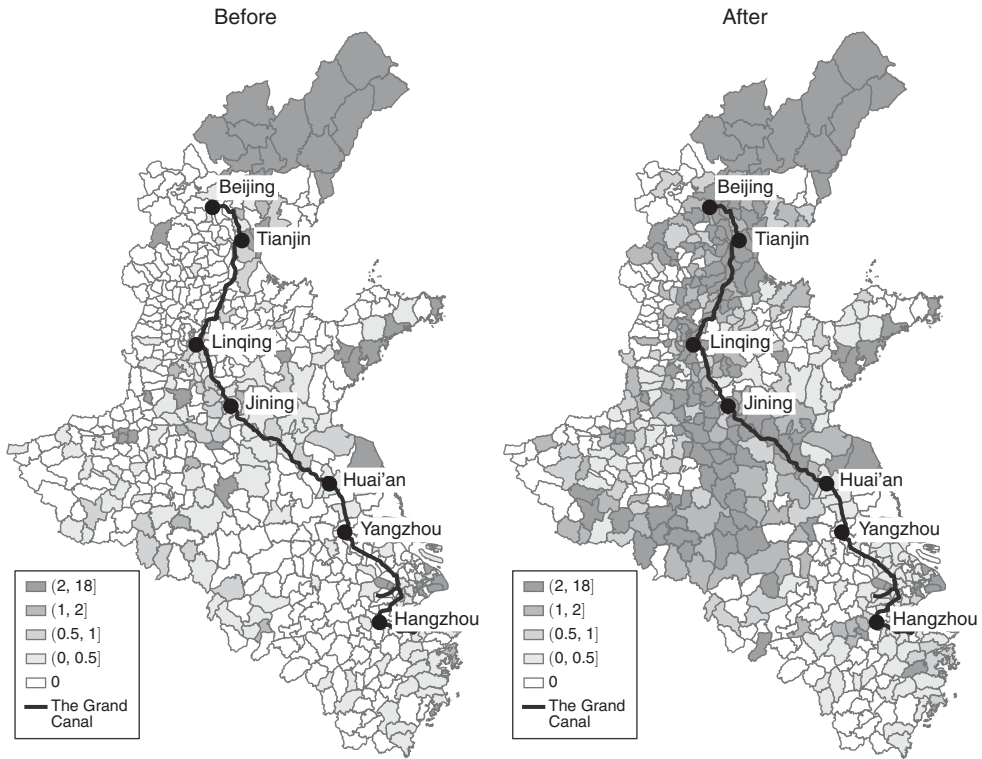 Before
Beijing
Tianjin
Linqing
Jining
Huai'an
Yangzhou
Hangzhou
(2, 18]
(1, 2]
(0.5, 1]
(0, 0.5]
0
The Grand
Canal
After
Beijing
Tianjin
Linqing
Jining
Huai'an
Yangzhou
Hangzhou
(2, 18]
(1, 2]
(0.5, 1]
(0, 0.5]
0
The Grand
Canal